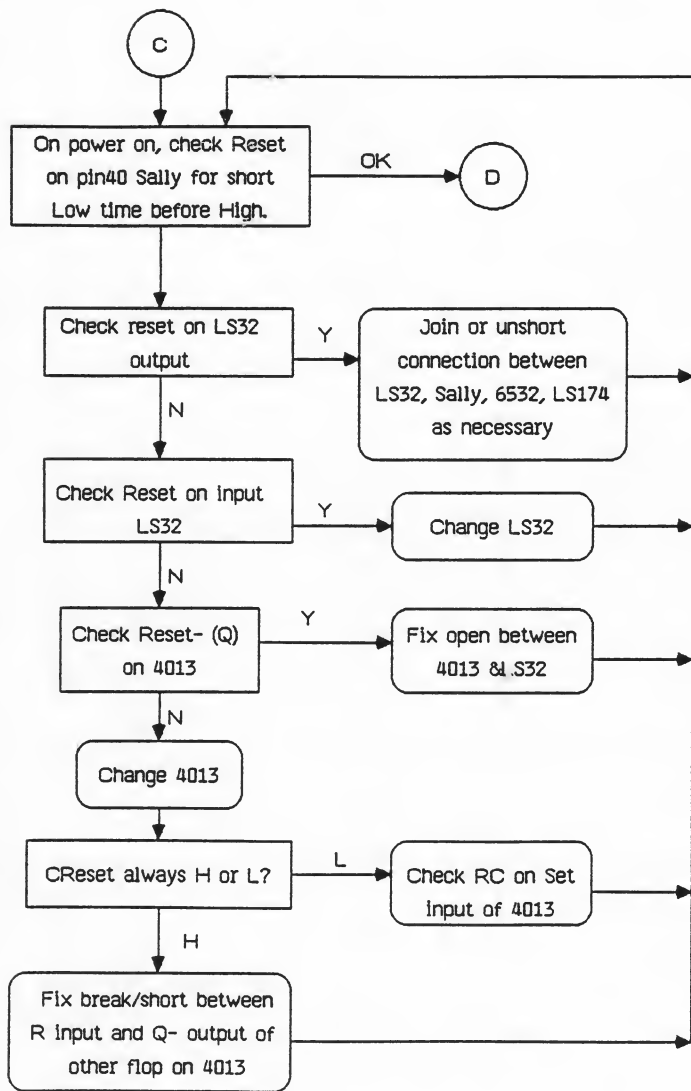 C
On power on, check Reset
on pin40 Sally for short
Low time before High.
OK
D
Check reset on LS32
output
Y
Join or unshort
connection between
LS32, Sally, 6532, LS174
as necessary
N
Check Reset on input
LS32
Y
Change LS32
N
Check Reset- (Q)
on 4013
Y
Fix open between
4013 &LS32
N
Change 4013
CReset always H or L?
L
Check RC on Set
input of 4013
H
Fix break/short between
R input and Q- output of
other flop on 4013